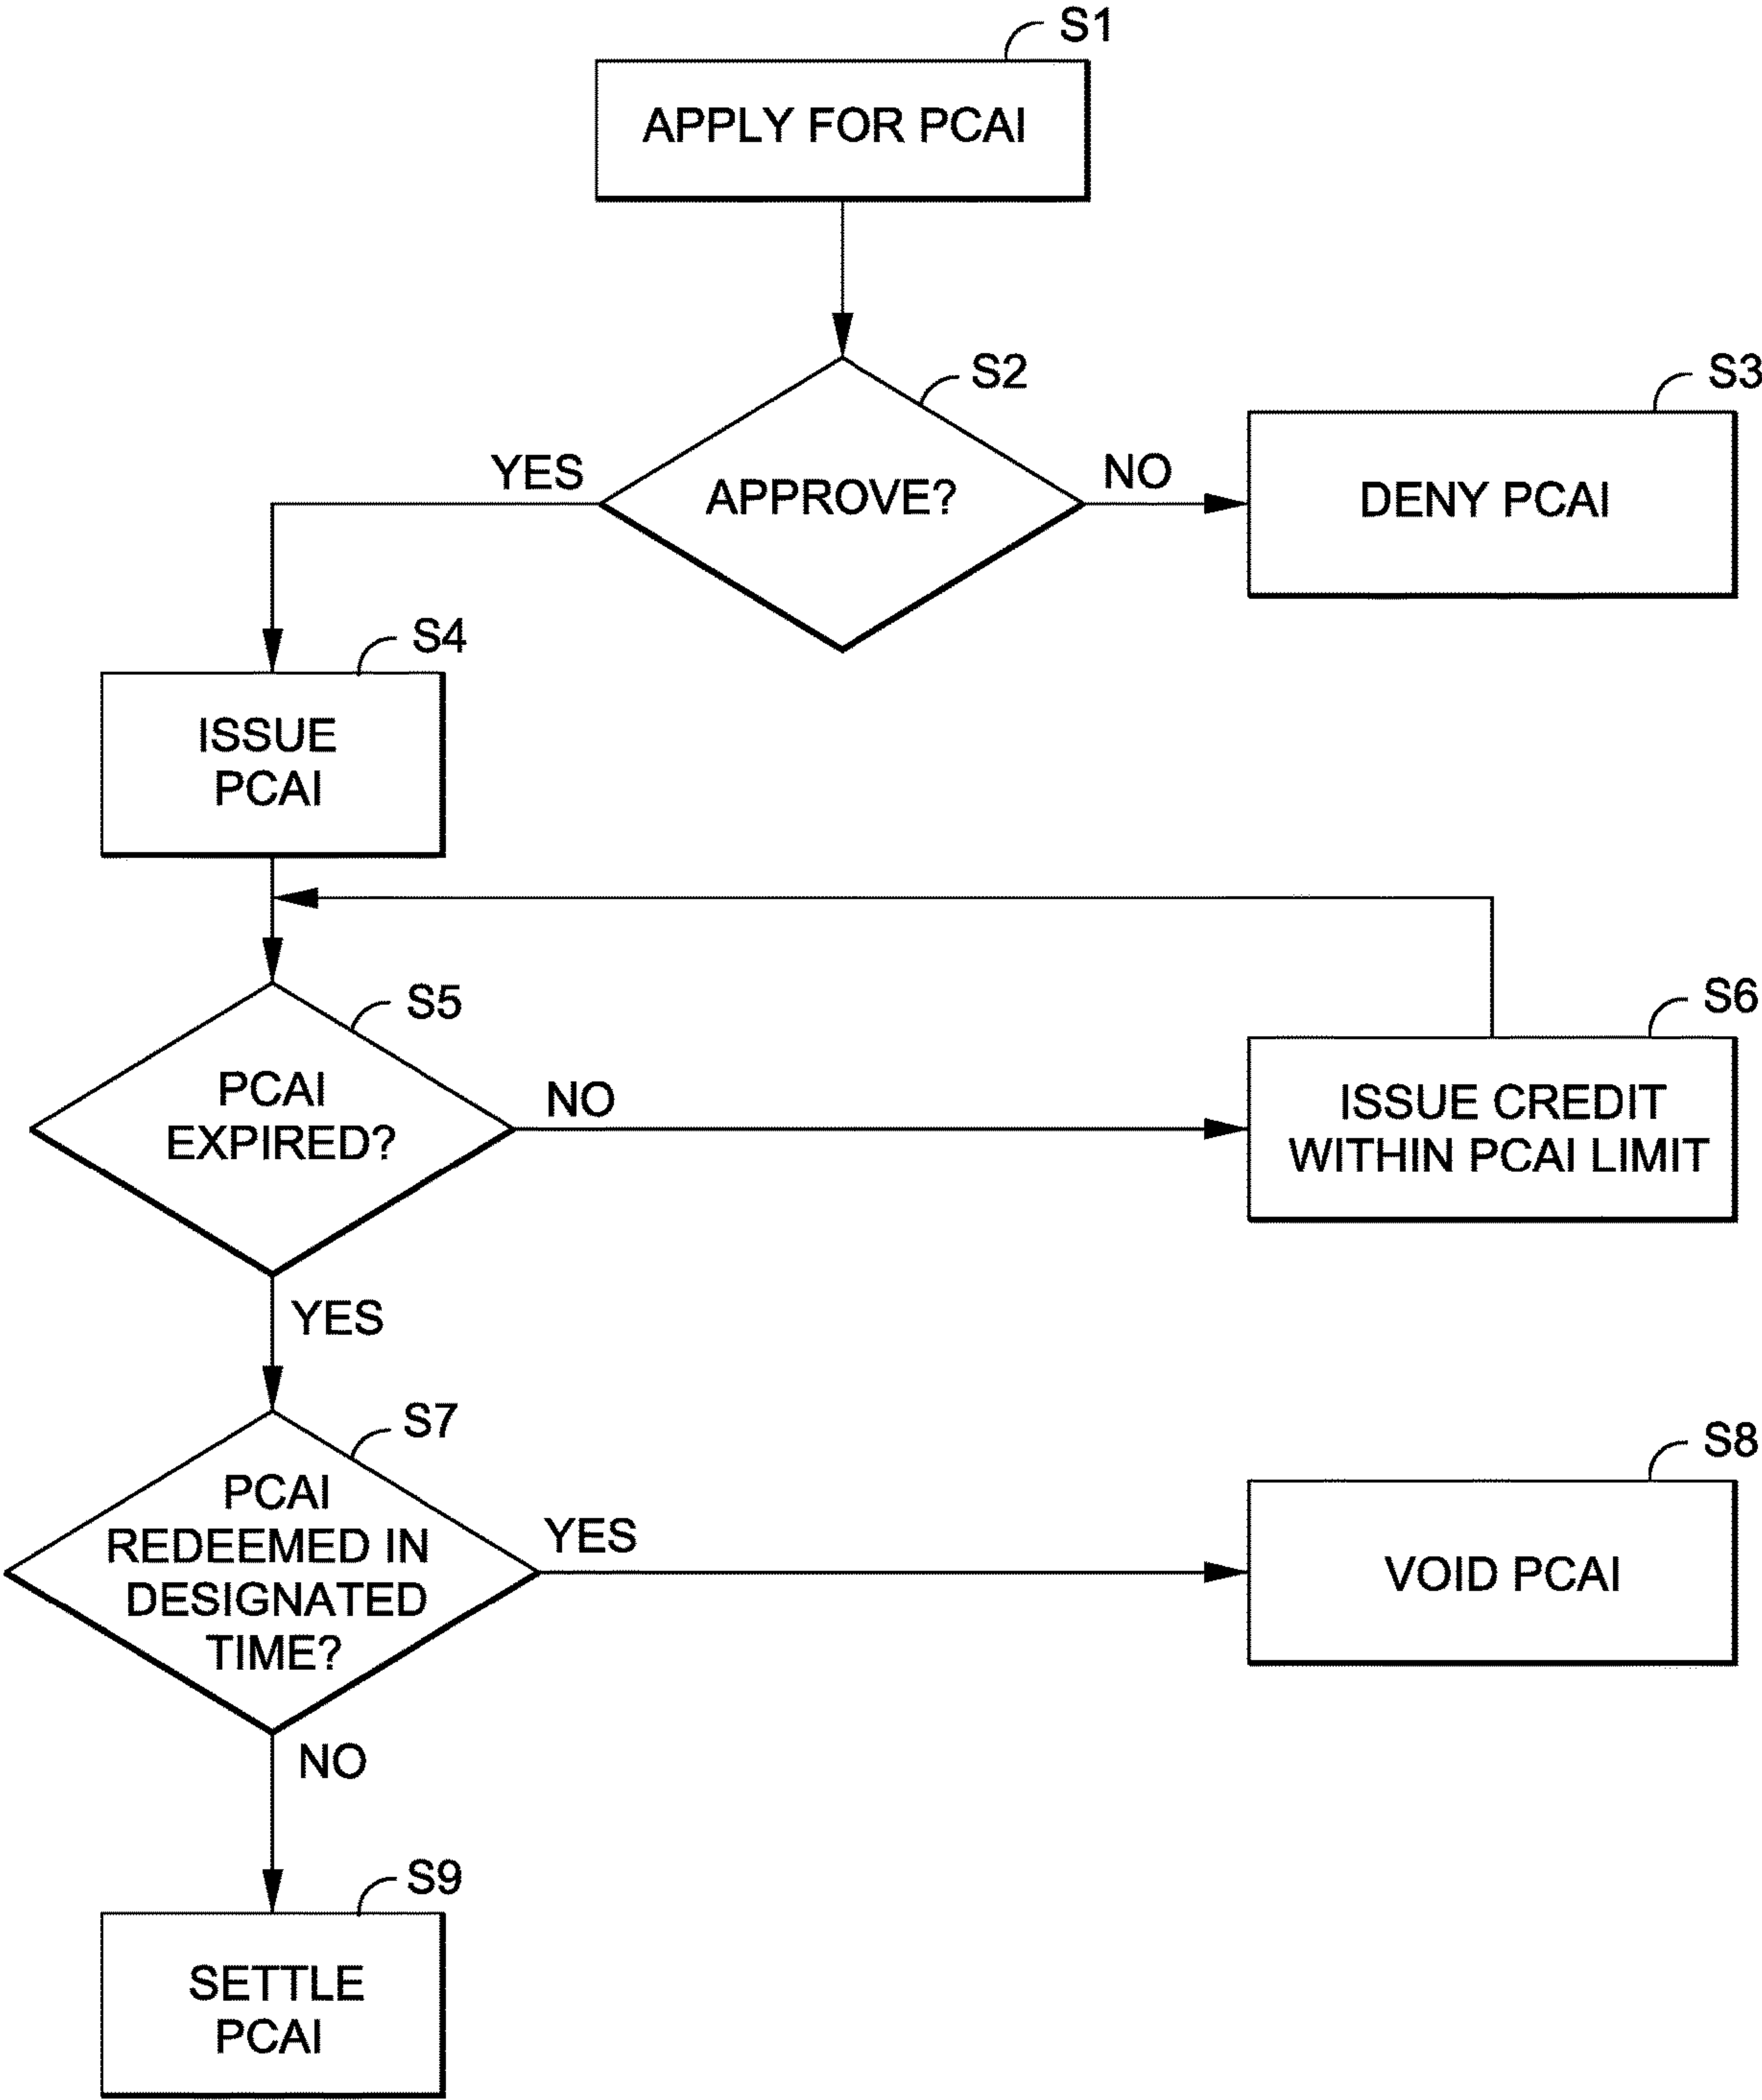 S1
APPLY FOR PCAI
S2
S3
YES
APPROVE?
NO
DENY PCAI
S4
ISSUE
PCAI
S5
S6
PCAI
EXPIRED?
NO
ISSUE CREDIT
WITHIN PCAI LIMIT
YES
S7
S8
PCAI
REDEEMED IN
DESIGNATED
TIME?
YES
VOID PCAI
NO
S9
SETTLE
PCAI